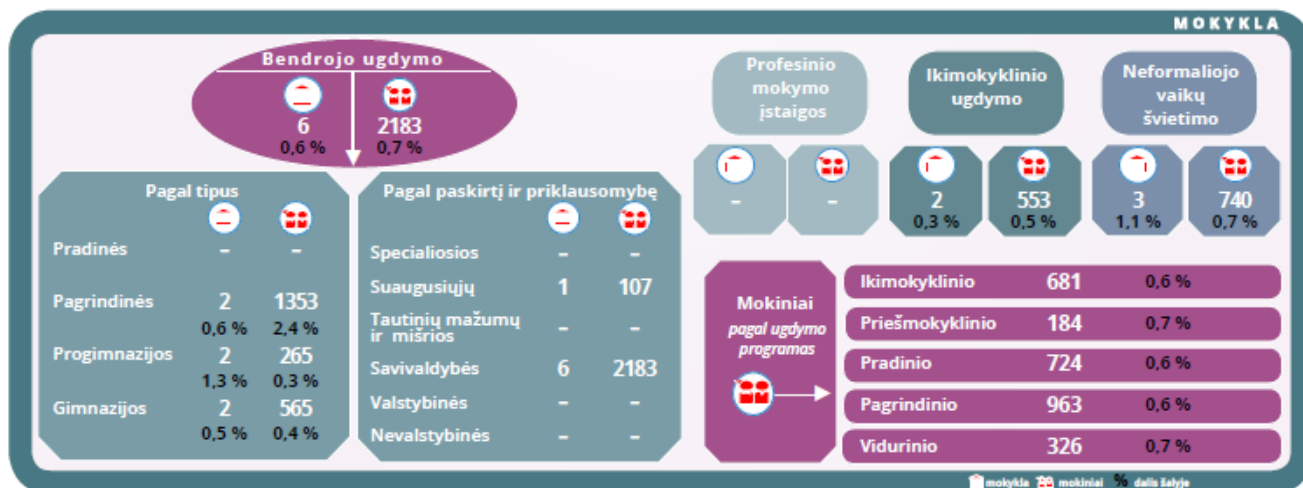 MOKYKLA
Bendrojo ugdymo
6 2183
0,6 % 0,7 %
Pagal tipus
Pradinės – –
Pagrindinės 2 1353
0,6 % 2,4 %
Progimnazijos 2 265
1,3 % 0,3 %
Gimnazijos 2 565
0,5 % 0,4 %
Pagal paskirtį ir priklausomybę
Specialiosios – –
Suaugusiųjų 1 107
Tautinių mažumų
ir mišrios – –
Savivaldybės 6 2183
Valstybinės – –
Nevalstybinės – –
Profesinio
mokymo
įstaigos
– –
Ikimokyklinio
ugdymo
2 553
0,3 % 0,5 %
Neformaliojo
vaikų
švietimo
3 740
1,1 % 0,7 %
Mokiniai
pagal ugdymo
programas
Ikimokyklinio 681 0,6 %
Priešmokyklinio 184 0,7 %
Pradinio 724 0,6 %
Pagrindinio 963 0,6 %
Vidurinio 326 0,7 %
mokykla mokiniai % dalis šalyje